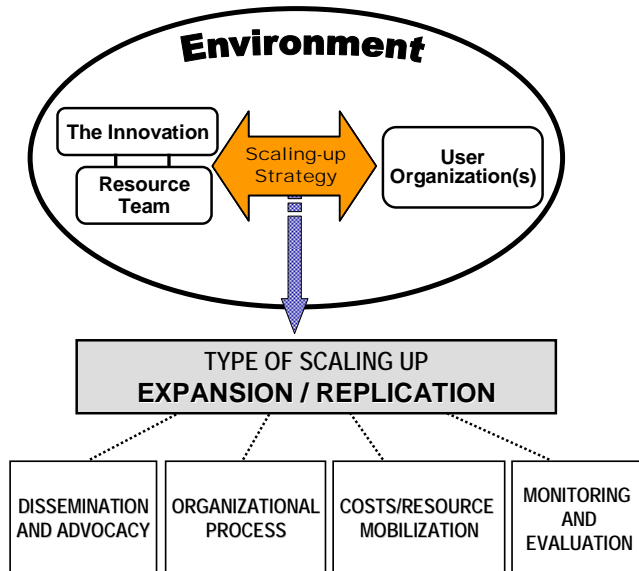 Environment
The Innovation
Resource
Team
Scaling-up
Strategy
User
Organization(s)
TYPE OF SCALING UP
EXPANSION / REPLICATION
DISSEMINATION
AND ADVOCACY
ORGANIZATIONAL
PROCESS
COSTS/RESOURCE
MOBILIZATION
MONITORING
AND
EVALUATION